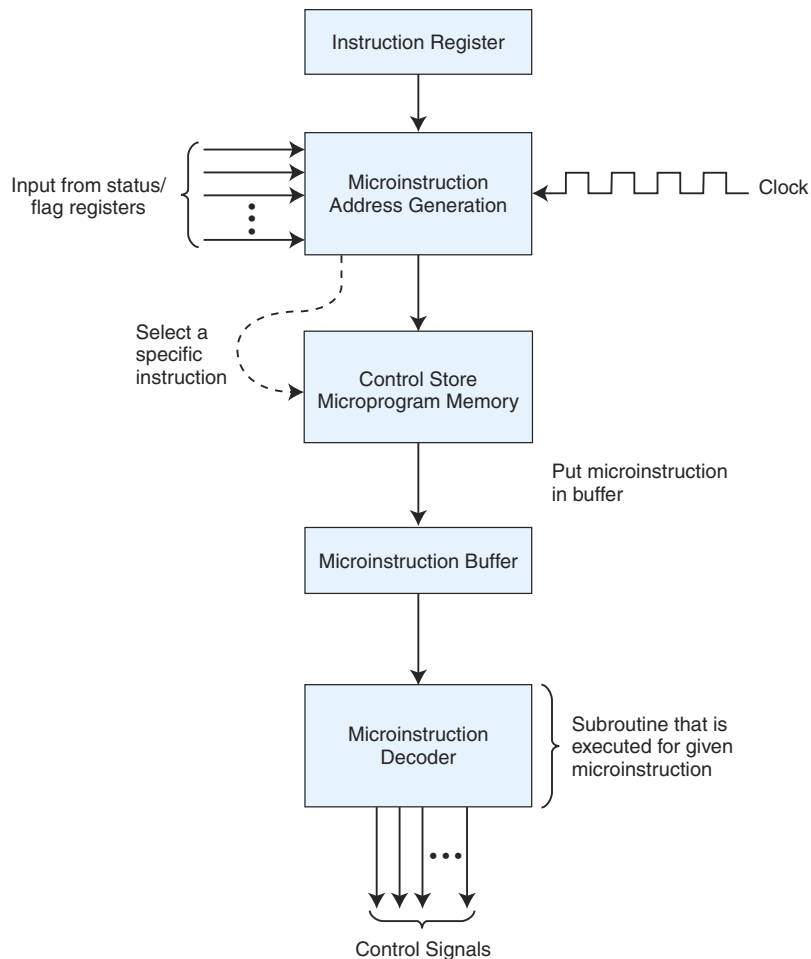 Instruction Register
Input from status/
flag registers
Microinstruction
Address Generation
Clock
Select a
specific
instruction
Control Store
Microprogram Memory
Put microinstruction
in buffer
Microinstruction Buffer
Microinstruction
Decoder
Subroutine that is
executed for given
microinstruction
Control Signals